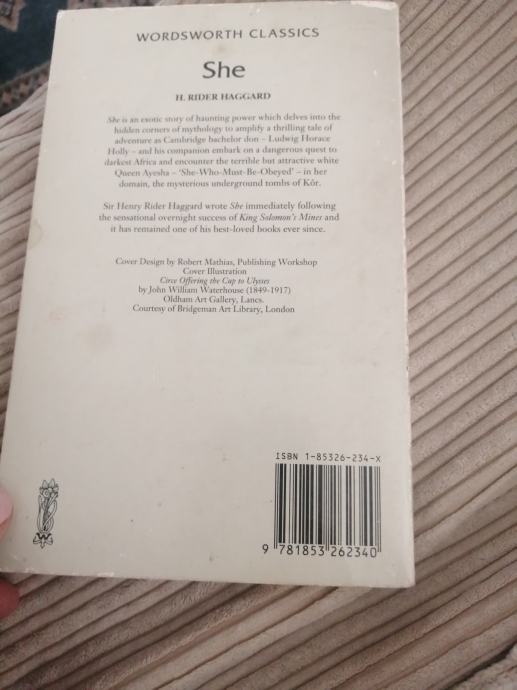 WORDSWORTH CLASSICS
She
H. RIDER HAGGARD
She is an exotic story of haunting power which delves into the
hidden corners of mythology to amplify a thrilling tale of
adventure as Cambridge bachelor don – Ludwig Horace
Holly – and his companion embark on a dangerous quest to
darkest Africa and encounter the terrible but attractive white
Queen Ayesha – 'She-Who-Must-Be-Obeyed' – in her
domain, the mysterious underground tombs of Kôr.
Sir Henry Rider Haggard wrote She immediately following
the sensational overnight success of King Solomon's Mines and
it has remained one of his best-loved books ever since.
Cover Design by Robert Mathias, Publishing Workshop
Cover Illustration
Circe Offering the Cup to Ulysses
by John William Waterhouse (1849-1917)
Oldham Art Gallery, Lancs.
Courtesy of Bridgeman Art Library, London
ISBN 1-85326-234-X
9 781853 262340
W